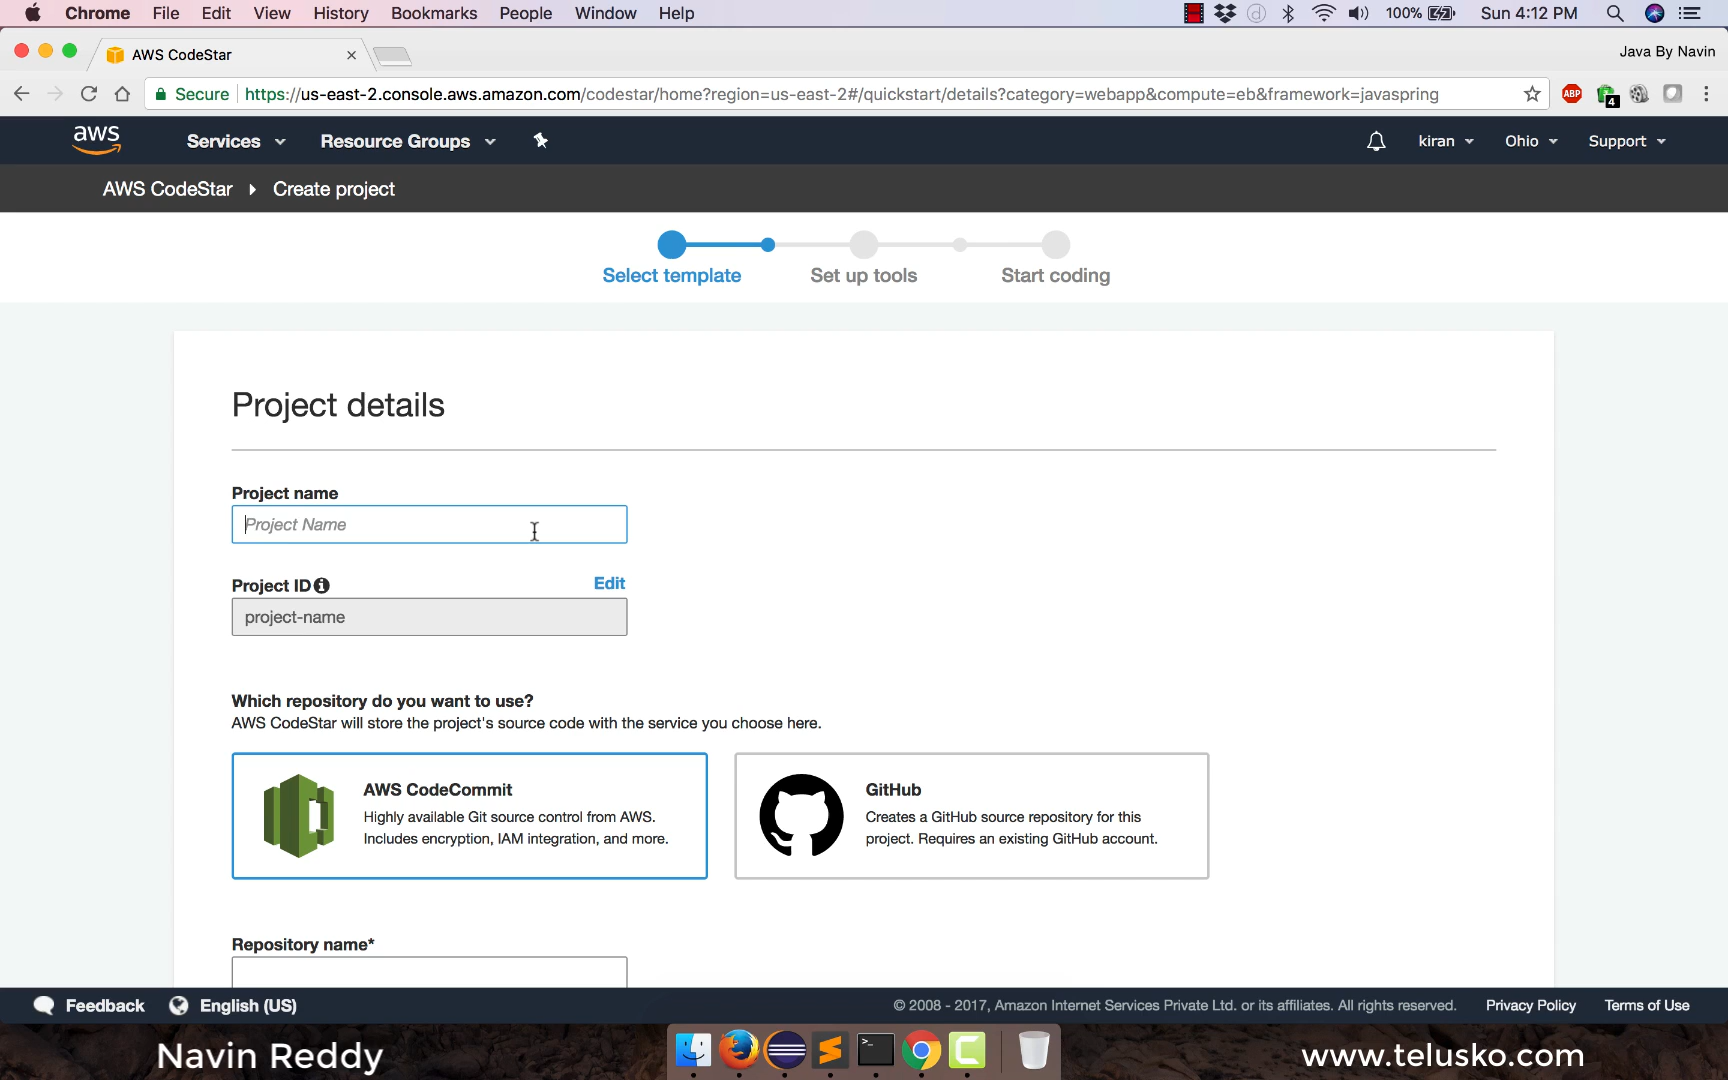 Chrome File Edit View History Bookmarks People Window Help 100% Sun 4:12 PM
AWS CodeStar Java By Navin
Secure https://us-east-2.console.aws.amazon.com/codestar/home?region=us-east-2#/quickstart/details?category=webapp&compute=eb&framework=javaspring ABP 4
aws Services Resource Groups kiran Ohio Support
AWS CodeStar Create project
Select template Set up tools Start coding
Project details
Project name
Project Name
Project ID Edit
project-name
Which repository do you want to use?
AWS CodeStar will store the project's source code with the service you choose here.
AWS CodeCommit
Highly available Git source control from AWS.
Includes encryption, IAM integration, and more.
GitHub
Creates a GitHub source repository for this
project. Requires an existing GitHub account.
Repository name*
Feedback English (US) © 2008 - 2017, Amazon Internet Services Private Ltd. or its affiliates. All rights reserved. Privacy Policy Terms of Use
Navin Reddy www.telusko.com